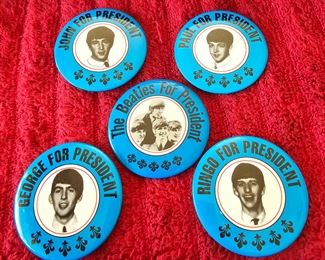 JOHN FOR PRESIDENT
PAUL FOR PRESIDENT
The Beatles For President
GEORGE FOR PRESIDENT
RINGO FOR PRESIDENT